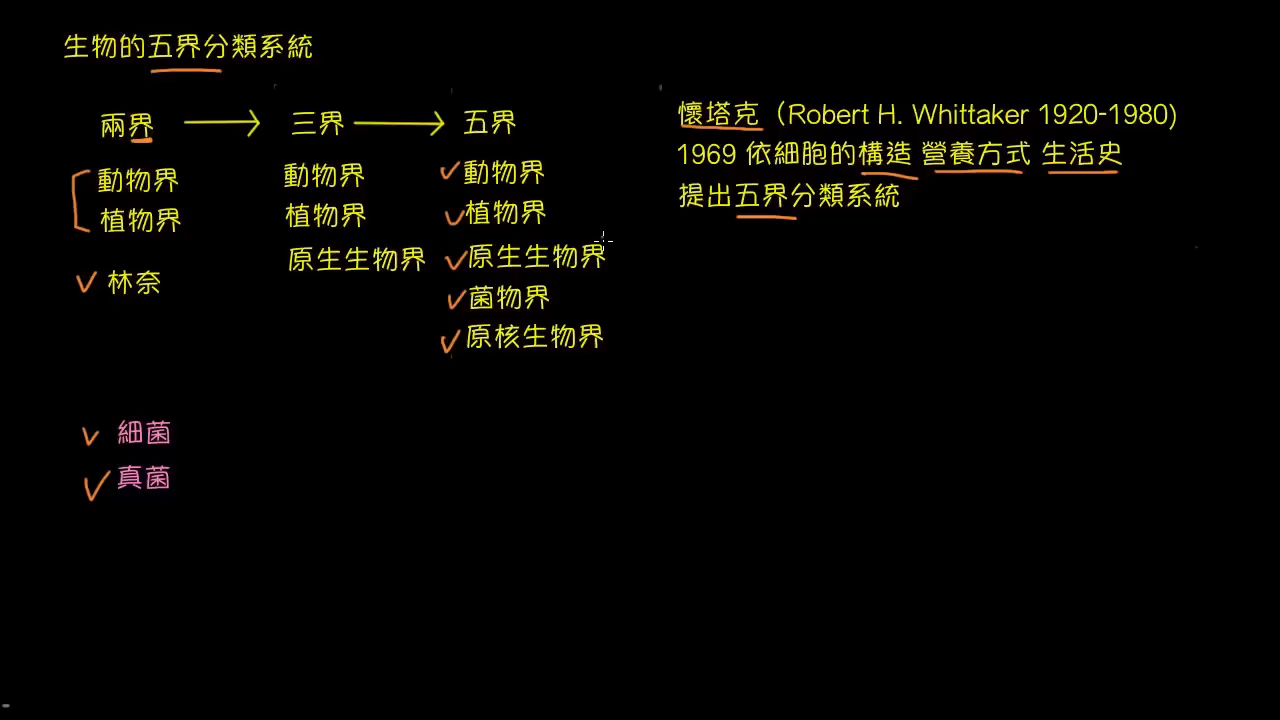 生物的五界分類系統
兩界
動物界
植物界
林奈
三界
動物界
植物界
原生生物界
五界
動物界
植物界
原生生物界
菌物界
原核生物界
懷塔克（Robert H. Whittaker 1920-1980)
1969 依細胞的構造 營養方式 生活史
提出五界分類系統
細菌
真菌